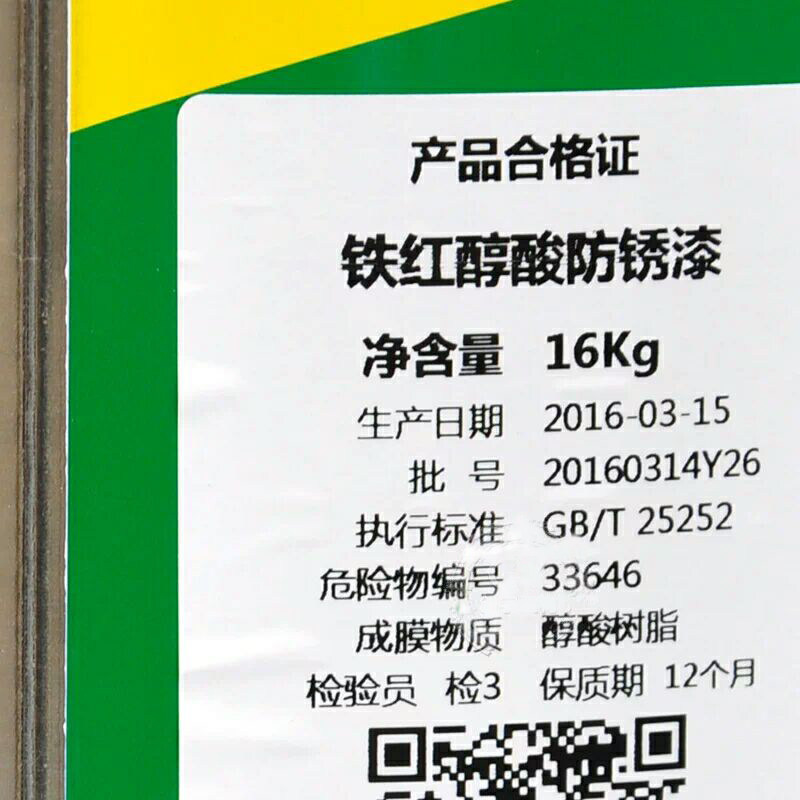 产品合格证
铁红醇酸防锈漆
净含量 16Kg
生产日期 2016-03-15
批 号 20160314Y26
执行标准 GB/T 25252
危险物编号 33646
成膜物质 醇酸树脂
检验员 检3 保质期 12个月